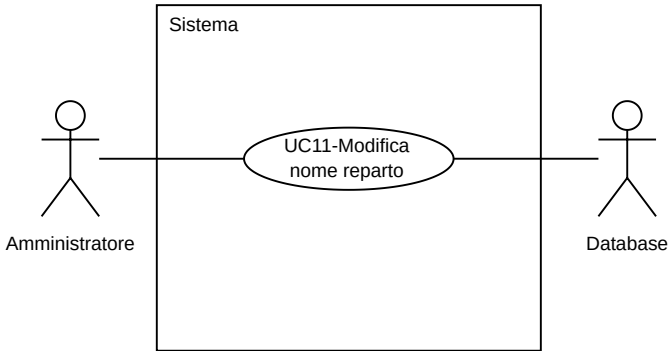 Sistema
UC11-Modifica
nome reparto
Amministratore
Database